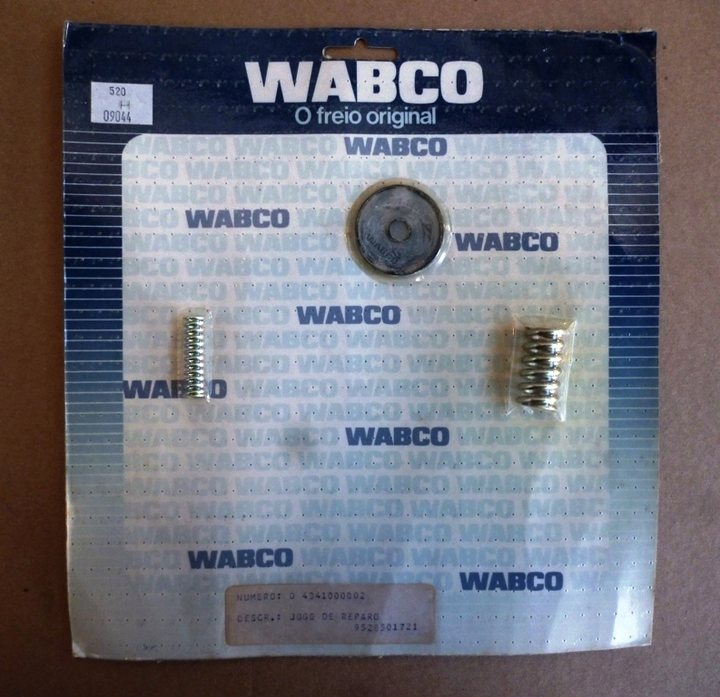 WABCO
O freio original
520
09044
WABCO
WABCO
WABCO
WABCO
WABCO
WABCO
WABCO
WABCO
NUMERO: 0 4341000002
DESCR.: JOGO DE REPARO
9528501721